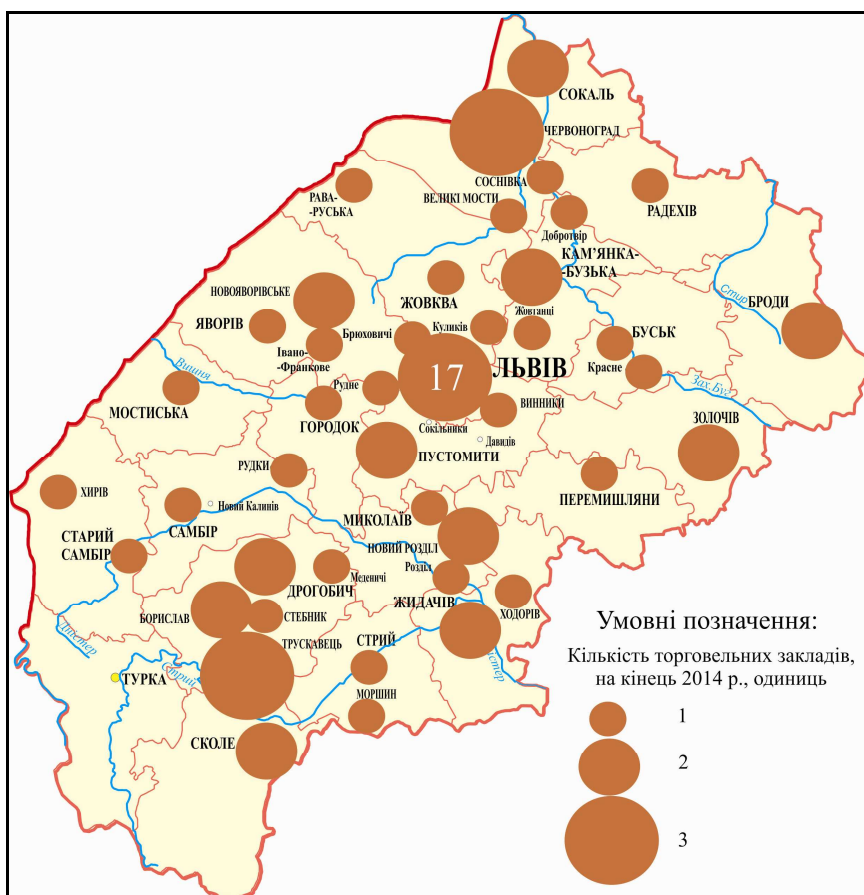 СОКАЛЬ
ЧЕРВОНОГРАД
СОСНІВКА
РАВА-
-РУСЬКА
ВЕЛИКІ МОСТИ
РАДЕХІВ
Добротвір
КАМ’ЯНКА-
-БУЗЬКА
НОВОЯВОРІВСЬКЕ
ЖОВКВА
Стир
БРОДИ
ЯВОРІВ
Брюховичі
Куликів
Жовтанці
БУСЬК
Івано-
-Франкове
Вишня
17
ЛЬВІВ
Красне
Зах.Буг
Рудне
МОСТИСЬКА
ГОРОДОК
ВИННИКИ
Сокільники
Давидів
ЗОЛОЧІВ
ПУСТОМИТИ
РУДКИ
ХИРІВ
Новий Калинів
ПЕРЕМИШЛЯНИ
САМБІР
МИКОЛАЇВ
СТАРИЙ
САМБІР
НОВИЙ РОЗДІЛ
Розділ
Меденичі
ДРОГОБИЧ
ЖИДАЧІВ
ХОДОРІВ
БОРИСЛАВ
СТЕБНИК
Дністер
ТРУСКАВЕЦЬ
СТРИЙ
ністер
ТУРКА
Стрий
МОРШИН
СКОЛЕ
Умовні позначення:
Кількість торговельних закладів,
на кінець 2014 р., одиниць
1
2
3